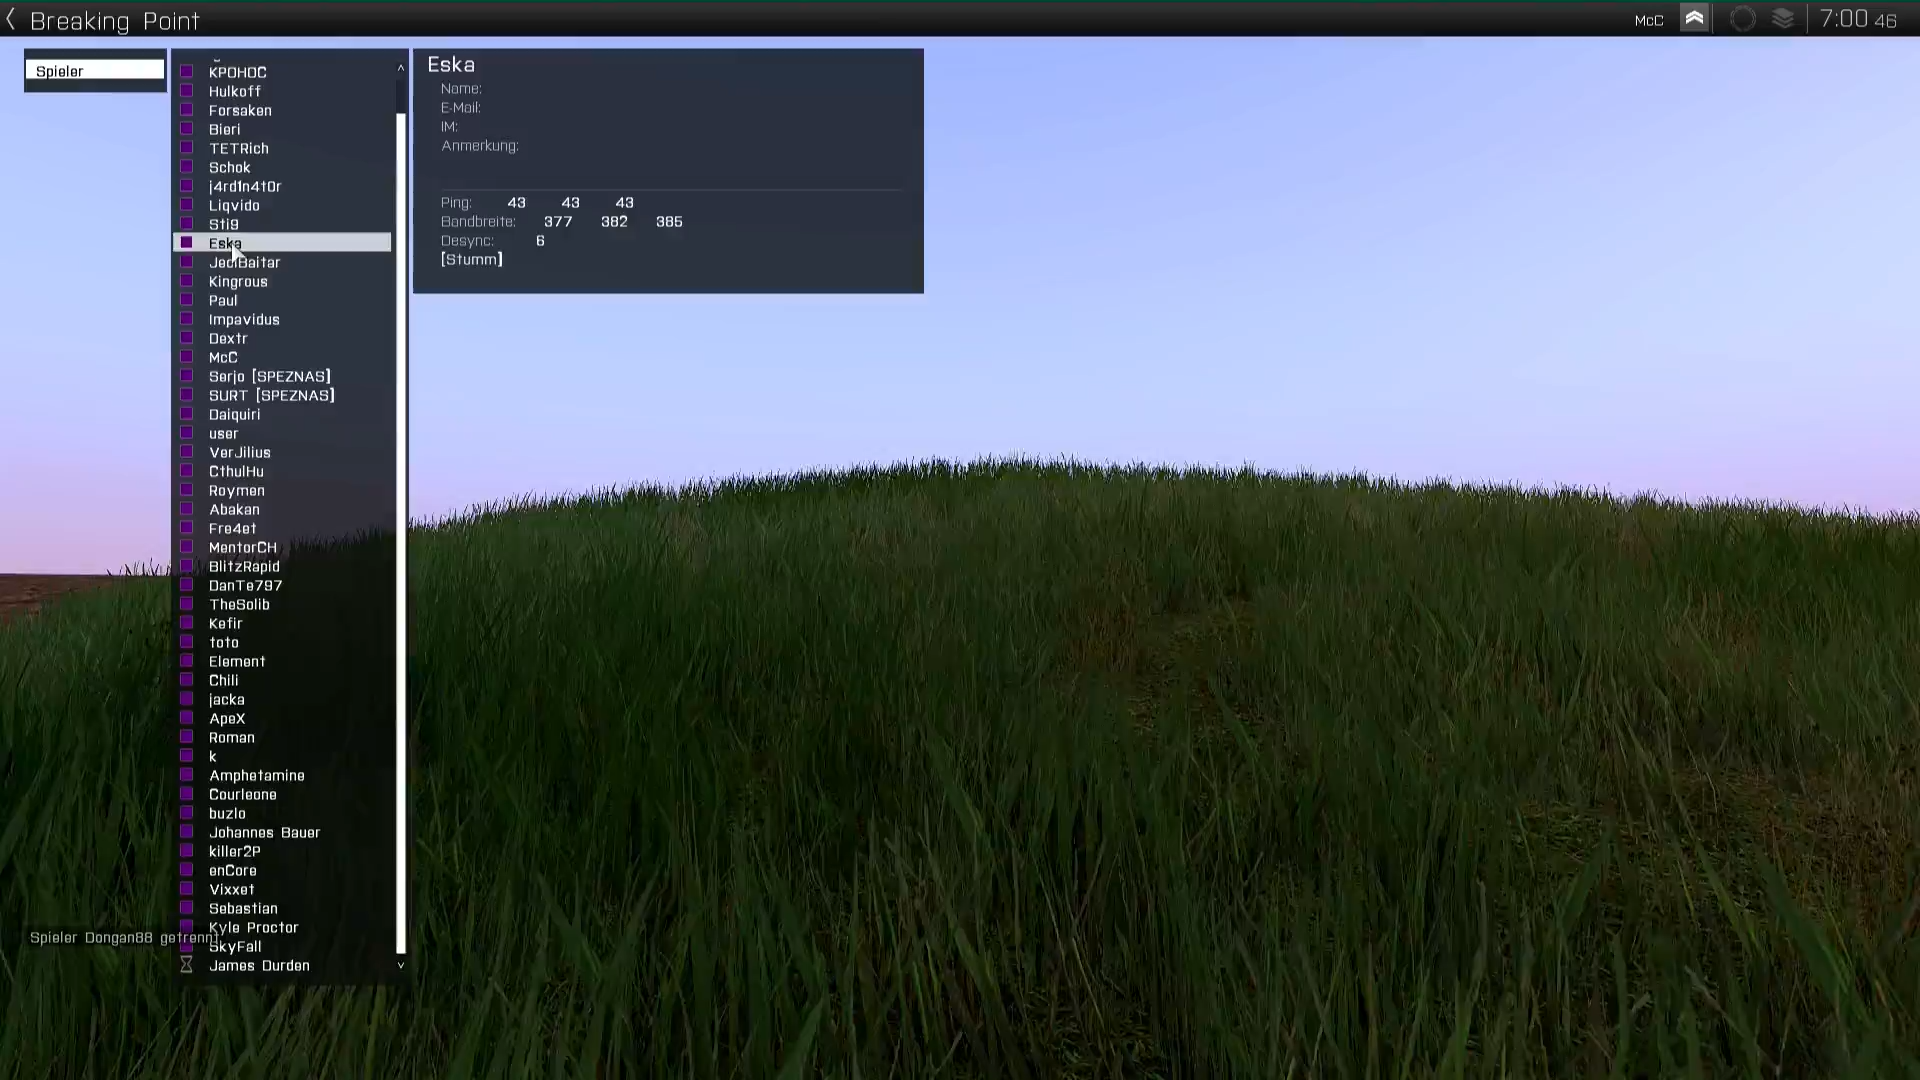 Breaking Point
McC
7:00 46
Spieler
KPOHOC
Hulkoff
Forsaken
Bieri
TETRich
Schok
j4rd1n4t0r
Liqvido
Sti9
Eska
JediBaitar
Kingrous
Paul
Impavidus
Dextr
McC
Serjo [SPEZNAS]
SURT [SPEZNAS]
Daiquiri
user
VerJilius
CthulHu
Roymen
Abakan
Fre4et
MentorCH
BlitzRapid
DanTe797
TheSolib
Kefir
toto
Element
Chili
jacka
ApeX
Roman
k
Amphetamine
Courleone
buzlo
Johannes Bauer
killer2P
enCore
Vixxet
Sebastian
Kyle Proctor
SkyFall
James Durden
Eska
Name:
E-Mail:
IM:
Anmerkung:
Ping: 43 43 43
Bandbreite: 377 382 385
Desync: 6
[Stumm]
Spieler Dongan88 getrennt